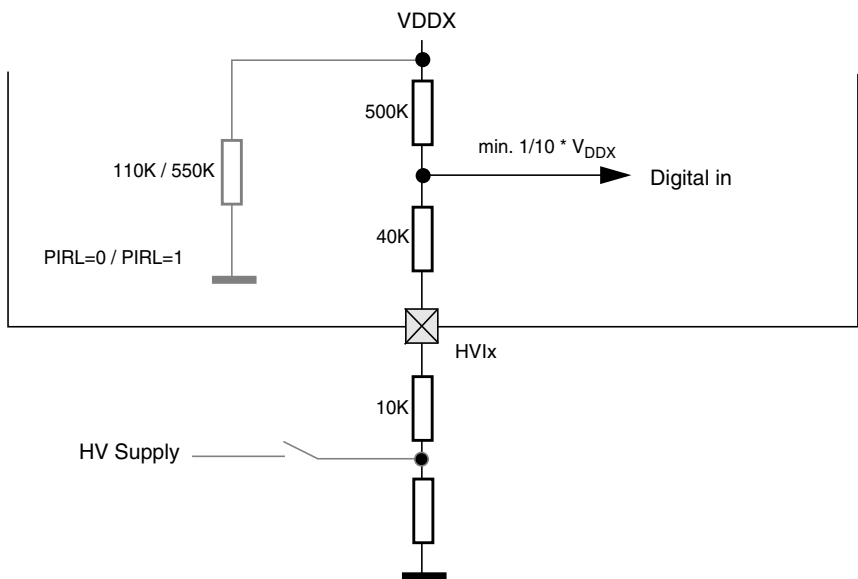 VDDX
500K
min. 1/10 * VDDX
110K / 550K
Digital in
40K
PIRL=0 / PIRL=1
HVIx
10K
HV Supply